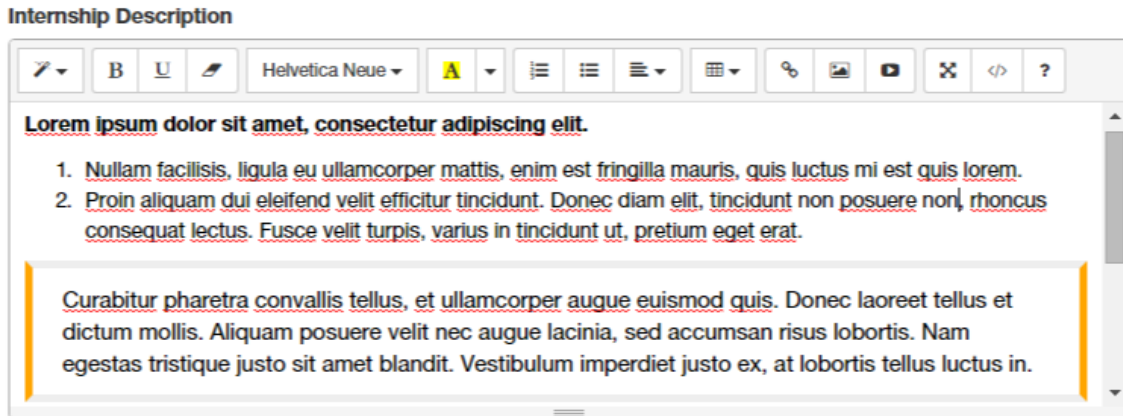 Internship Description
B U Helvetica Neue A ?
Lorem ipsum dolor sit amet, consectetur adipiscing elit.
1. Nullam facilisis, ligula eu ullamcorper mattis, enim est fringilla mauris, quis luctus mi est quis lorem.
2. Proin aliquam dui eleifend velit efficitur tincidunt. Donec diam elit, tincidunt non posuere non, rhoncus
consequat lectus. Fusce velit turpis, varius in tincidunt ut, pretium eget erat.
Curabitur pharetra convallis tellus, et ullamcorper augue euismod quis. Donec laoreet tellus et
dictum mollis. Aliquam posuere velit nec augue lacinia, sed accumsan risus lobortis. Nam
egestas tristique justo sit amet blandit. Vestibulum imperdiet justo ex, at lobortis tellus luctus in.